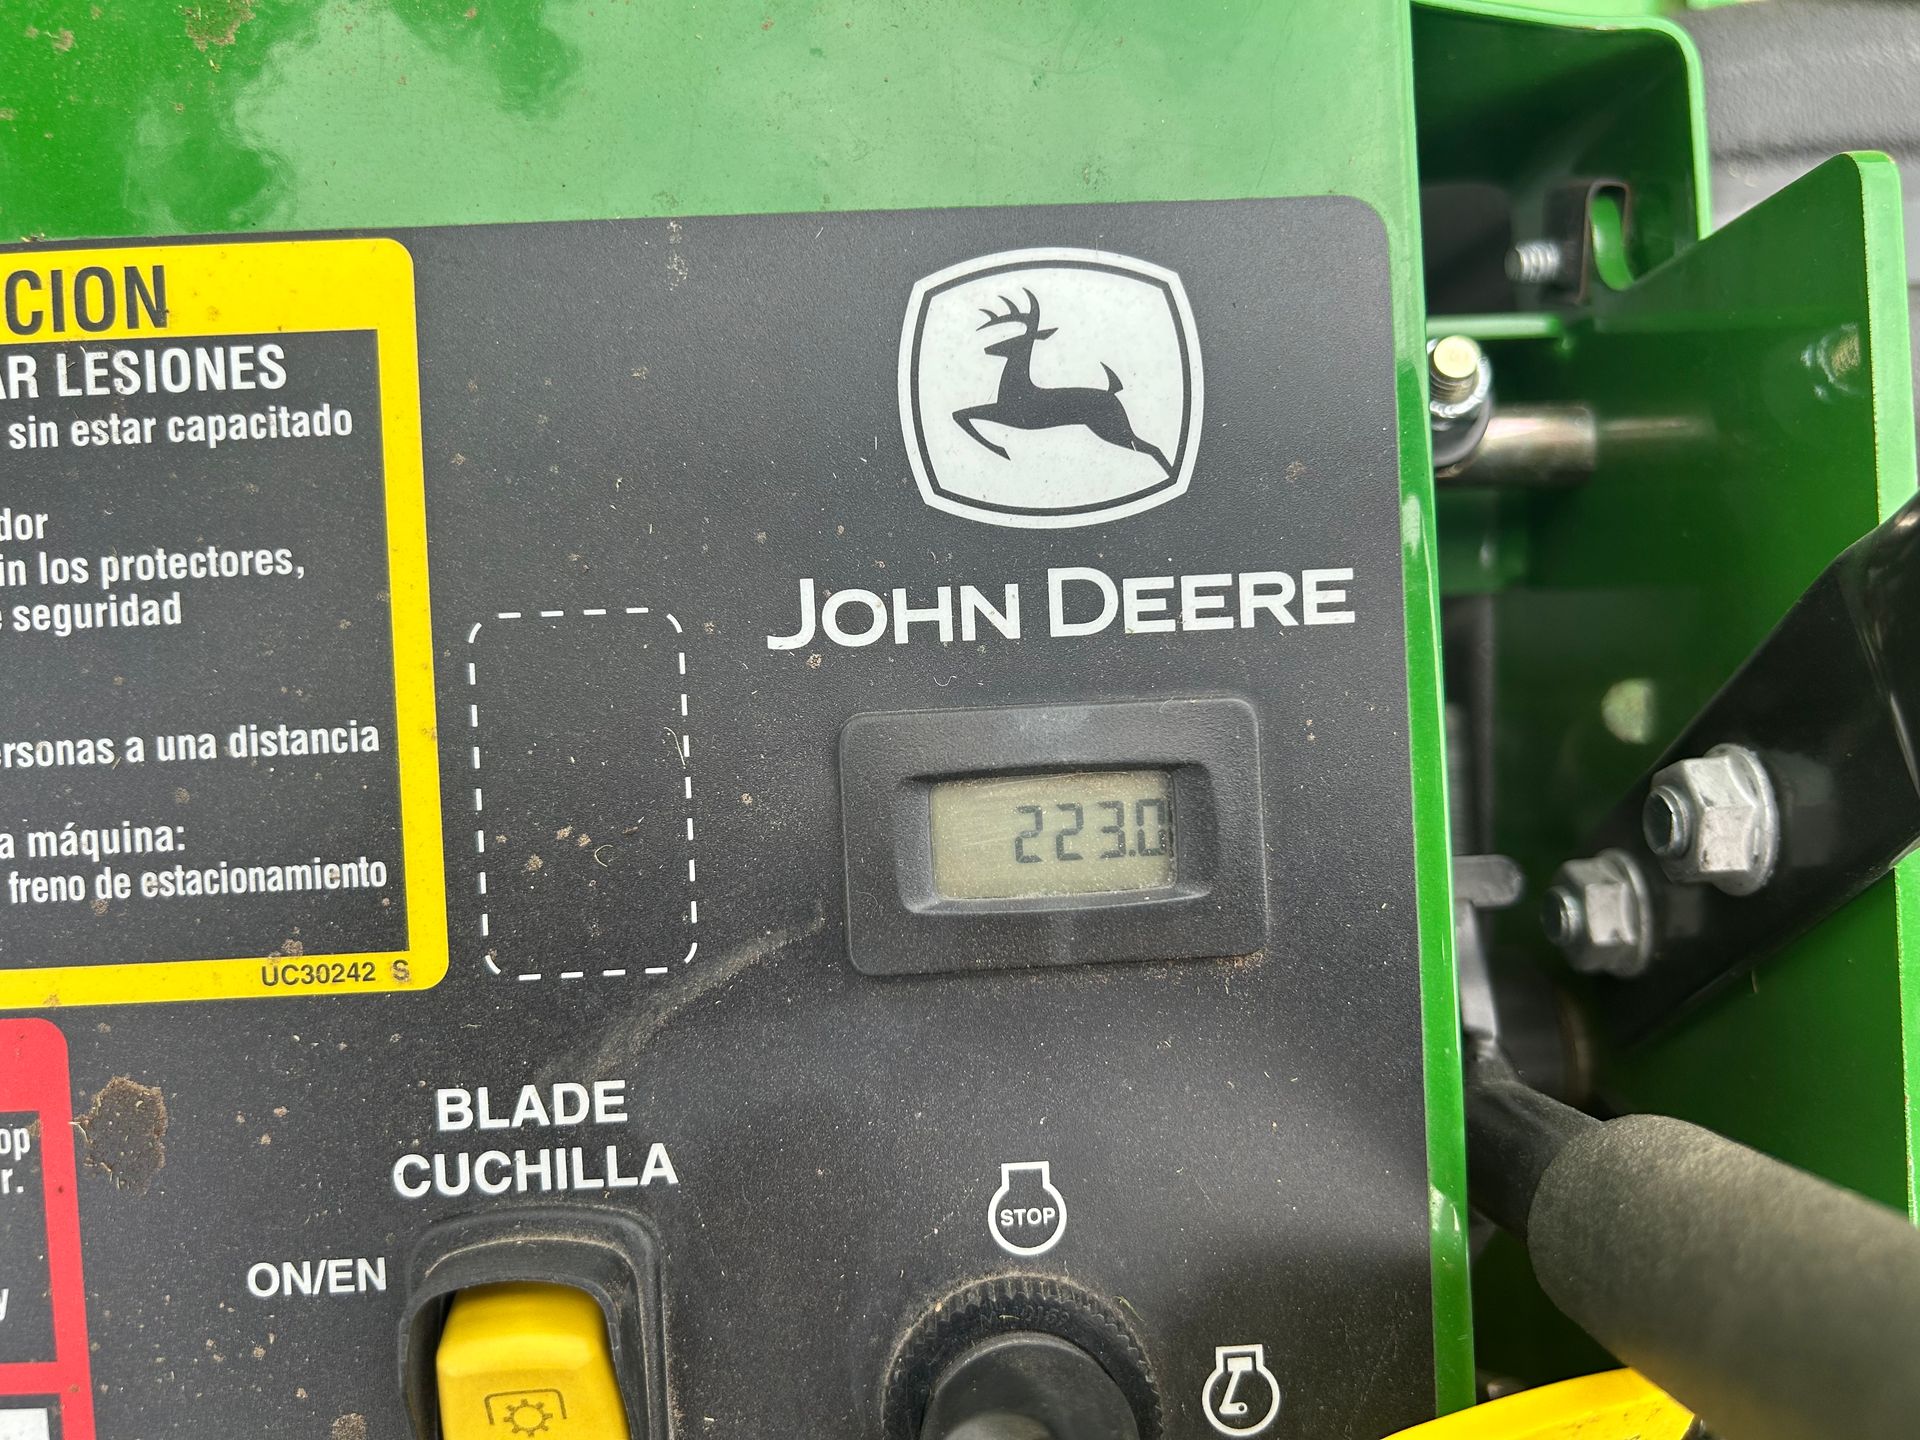 CION
AR LESIONES
sin estar capacitado
dor
in los protectores,
e seguridad
ersonas a una distancia
a máquina:
freno de estacionamiento
UC30242 S
JOHN DEERE
223.0
BLADE
CUCHILLA
ON/EN
STOP
op
r.
y